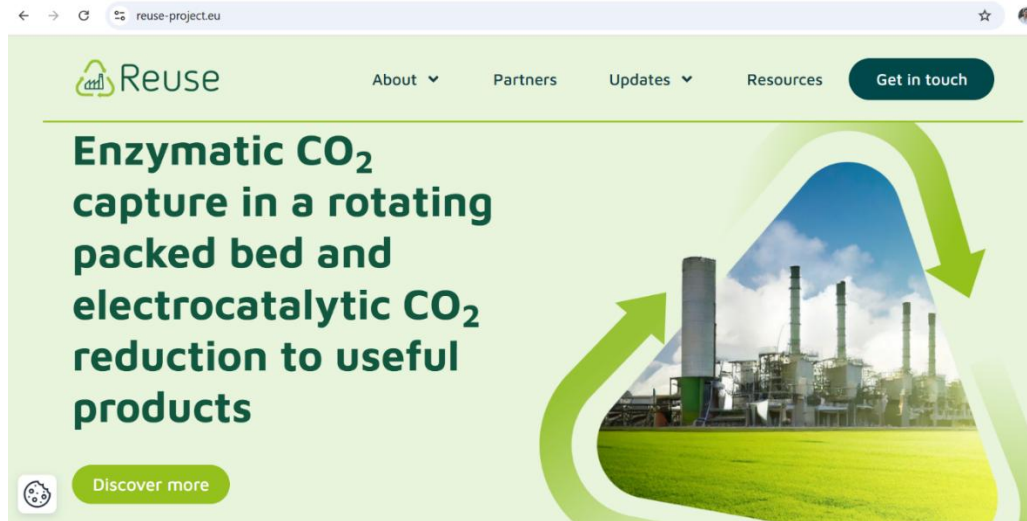 reuse-project.eu
Reuse
About
Partners
Updates
Resources
Get in touch
Enzymatic CO₂
capture in a rotating
packed bed and
electrocatalytic CO₂
reduction to useful
products
Discover more